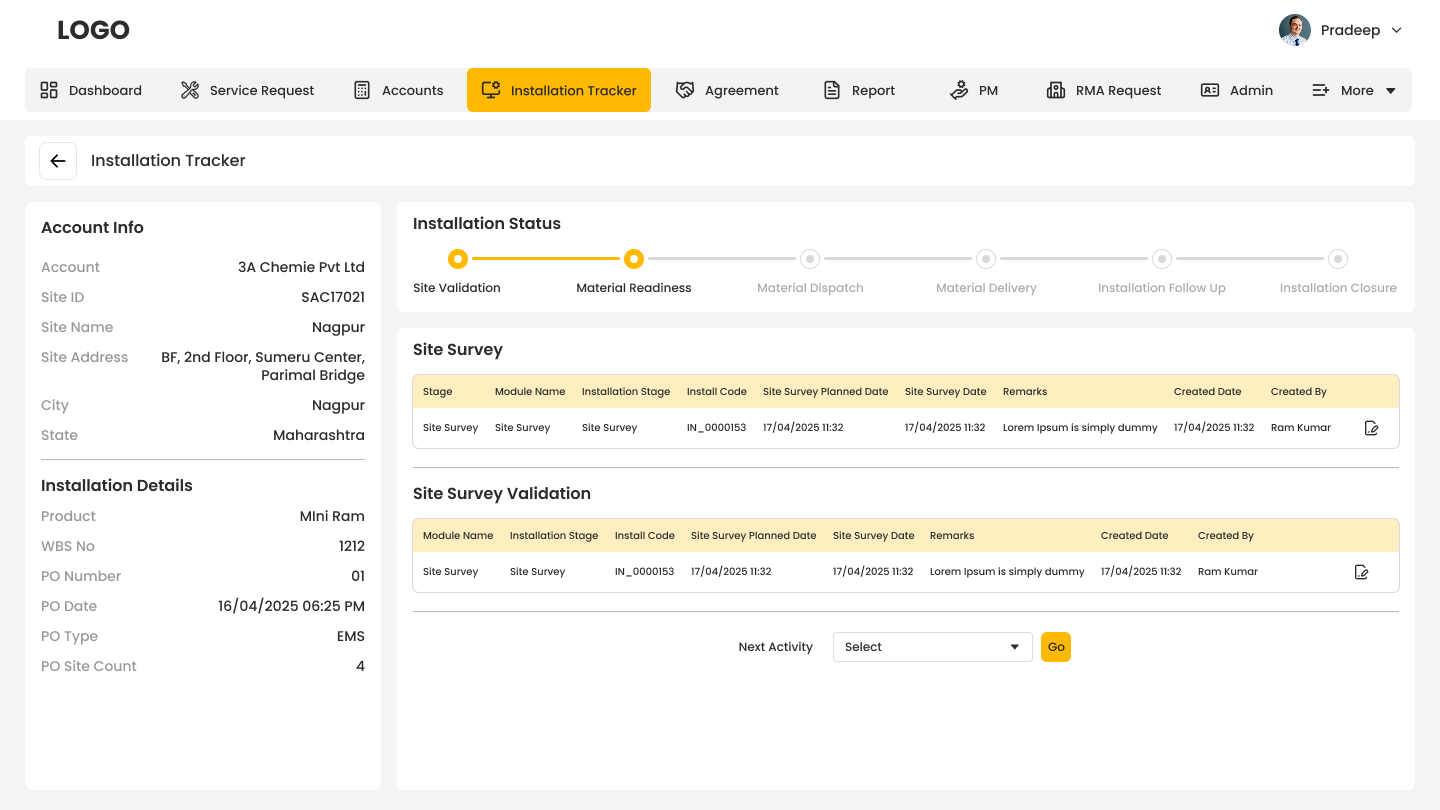 LOGO
Pradeep
Dashboard Service Request Accounts Installation Tracker Agreement Report PM RMA Request Admin More
Installation Tracker
Account Info
Account 3A Chemie Pvt Ltd
Site ID SAC17021
Site Name Nagpur
Site Address BF, 2nd Floor, Sumeru Center,
Parimal Bridge
City Nagpur
State Maharashtra
Installation Details
Product MIni Ram
WBS No 1212
PO Number 01
PO Date 16/04/2025 06:25 PM
PO Type EMS
PO Site Count 4
Installation Status
Site Validation Material Readiness Material Dispatch Material Delivery Installation Follow Up Installation Closure
Site Survey
Stage Module Name Installation Stage Install Code Site Survey Planned Date Site Survey Date Remarks Created Date Created By
Site Survey Site Survey Site Survey IN_0000153 17/04/2025 11:32 17/04/2025 11:32 Lorem Ipsum is simply dummy 17/04/2025 11:32 Ram Kumar
Site Survey Validation
Module Name Installation Stage Install Code Site Survey Planned Date Site Survey Date Remarks Created Date Created By
Site Survey Site Survey IN_0000153 17/04/2025 11:32 17/04/2025 11:32 Lorem Ipsum is simply dummy 17/04/2025 11:32 Ram Kumar
Next Activity Select Go